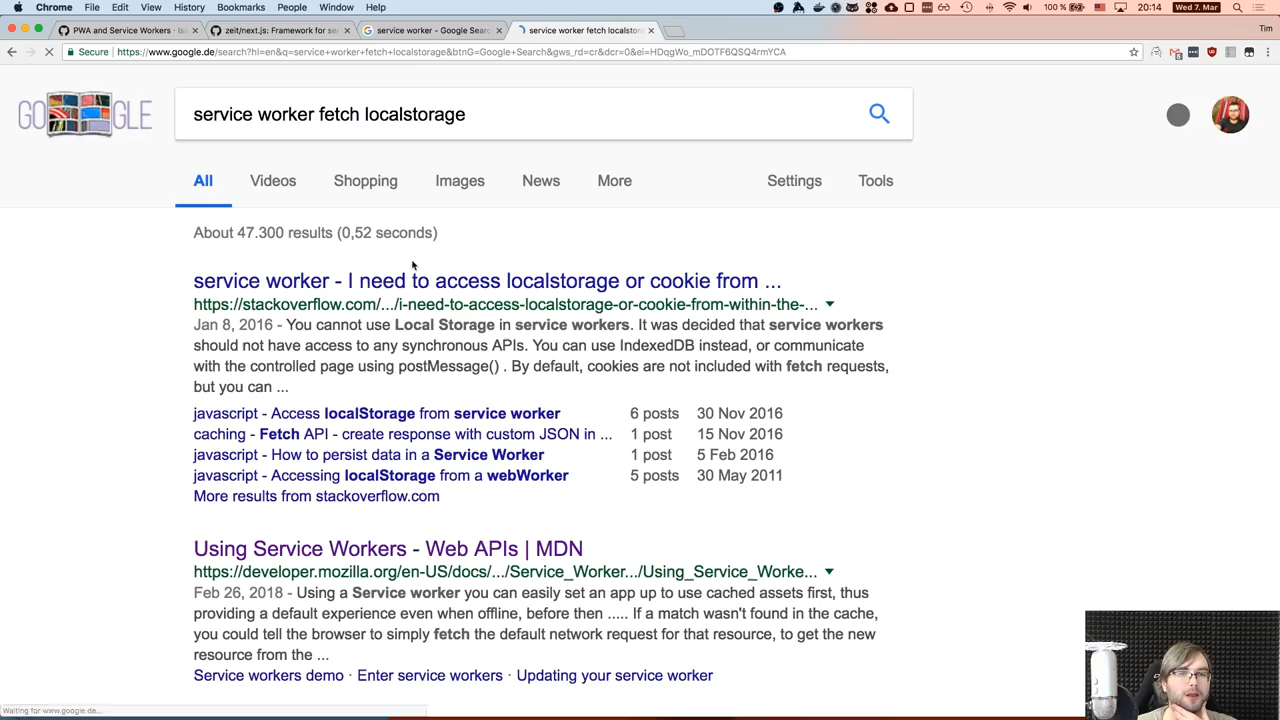 Chrome File Edit View History Bookmarks People Window Help 100 % 20:14 Wed 7. Mar
PWA and Service Workers · Iss × zeit/next.js: Framework for ser × service worker - Google Searc × service worker fetch localstora × Tim
Secure https://www.google.de/search?hl=en&q=service+worker+fetch+localstorage&btnG=Google+Search&gws_rd=cr&dcr=0&ei=HDqgWo_mDOTF6QSQ4rmYCA
GO GLE
service worker fetch localstorage
All Videos Shopping Images News More Settings Tools
About 47.300 results (0,52 seconds)
service worker - I need to access localstorage or cookie from ...
https://stackoverflow.com/.../i-need-to-access-localstorage-or-cookie-from-within-the-...
Jan 8, 2016 - You cannot use Local Storage in service workers. It was decided that service workers
should not have access to any synchronous APIs. You can use IndexedDB instead, or communicate
with the controlled page using postMessage() . By default, cookies are not included with fetch requests,
but you can ...
javascript - Access localStorage from service worker 6 posts 30 Nov 2016
caching - Fetch API - create response with custom JSON in ... 1 post 15 Nov 2016
javascript - How to persist data in a Service Worker 1 post 5 Feb 2016
javascript - Accessing localStorage from a webWorker 5 posts 30 May 2011
More results from stackoverflow.com
Using Service Workers - Web APIs | MDN
https://developer.mozilla.org/en-US/docs/.../Service_Worker.../Using_Service_Worke...
Feb 26, 2018 - Using a Service worker you can easily set an app up to use cached assets first, thus
providing a default experience even when offline, before then ..... If a match wasn't found in the cache,
you could tell the browser to simply fetch the default network request for that resource, to get the new
resource from the ...
Service workers demo · Enter service workers · Updating your service worker
Waiting for www.google.de...